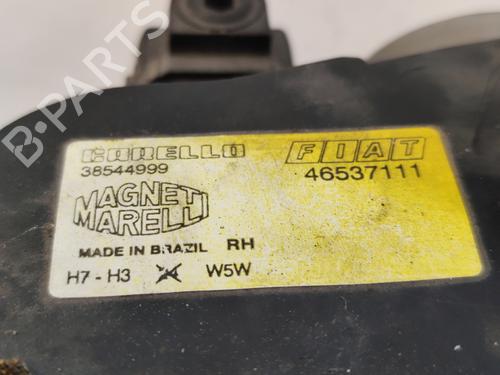 B-PARTS
CARELLO FIAT
38544999 46537111
MAGNETI
MARELLI
MADE IN BRAZIL RH
H7 - H3 W5W